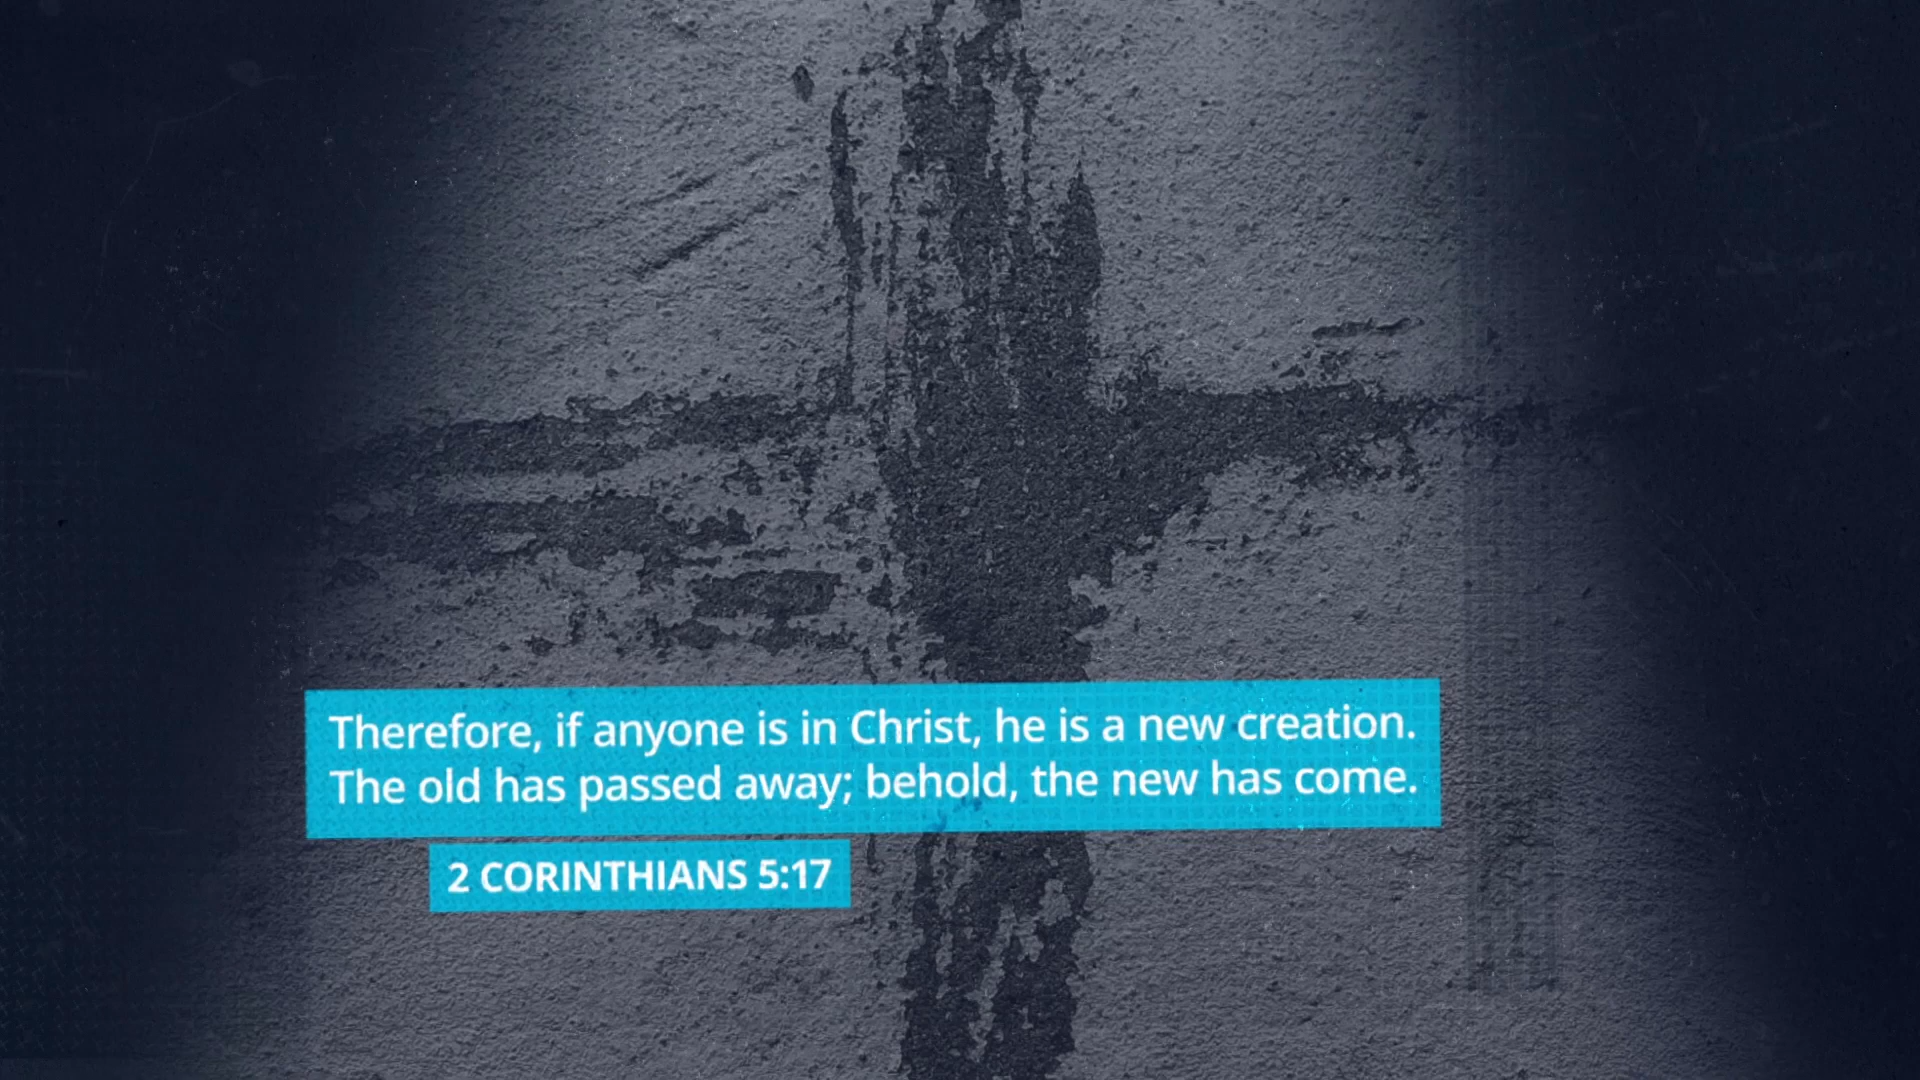 Therefore, if anyone is in Christ, he is a new creation.
The old has passed away; behold, the new has come.
2 CORINTHIANS 5:17